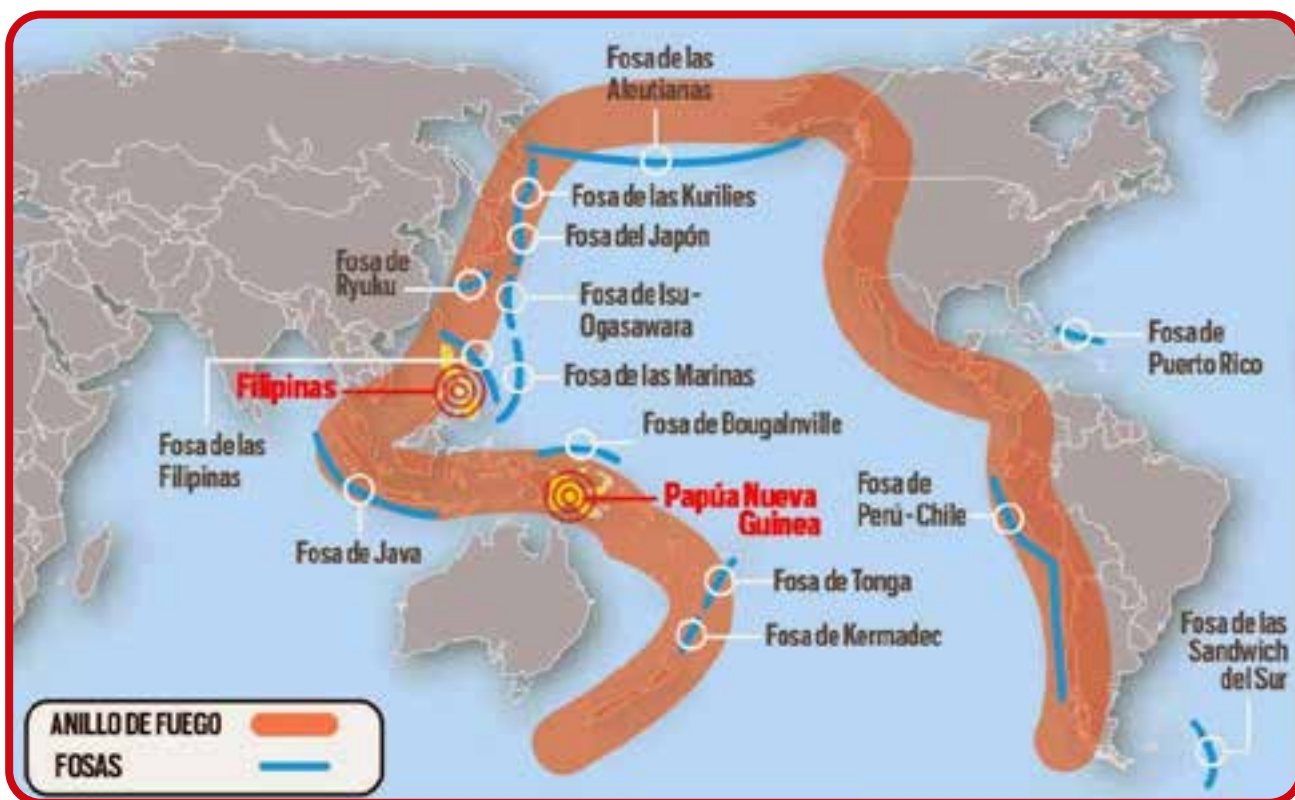 Fosa de las
Aleutianas
Fosa de las Kurilies
Fosa del Japón
Fosa de
Ryuku
Fosa de Isu -
Ogasawara
Fosa de
Puerto Rico
Filipinas
Fosa de las Marinas
Fosa de las
Filipinas
Fosa de Bougainville
Papúa Nueva
Guinea
Fosa de
Perú - Chile
Fosa de Java
Fosa de Tonga
Fosa de Kermadec
Fosa de las
Sandwich
del Sur
ANILLO DE FUEGO
FOSAS